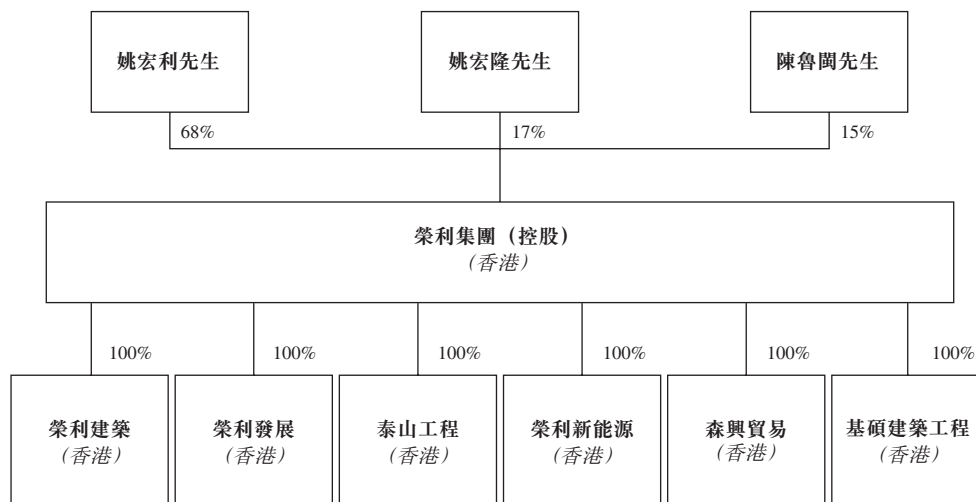 姚宏利先生
姚宏隆先生
陳魯閩先生
68%
17%
15%
榮利集團（控股）
（香港）
100%
100%
100%
100%
100%
100%
榮利建築
（香港）
榮利發展
（香港）
泰山工程
（香港）
榮利新能源
（香港）
森興貿易
（香港）
基碩建築工程
（香港）